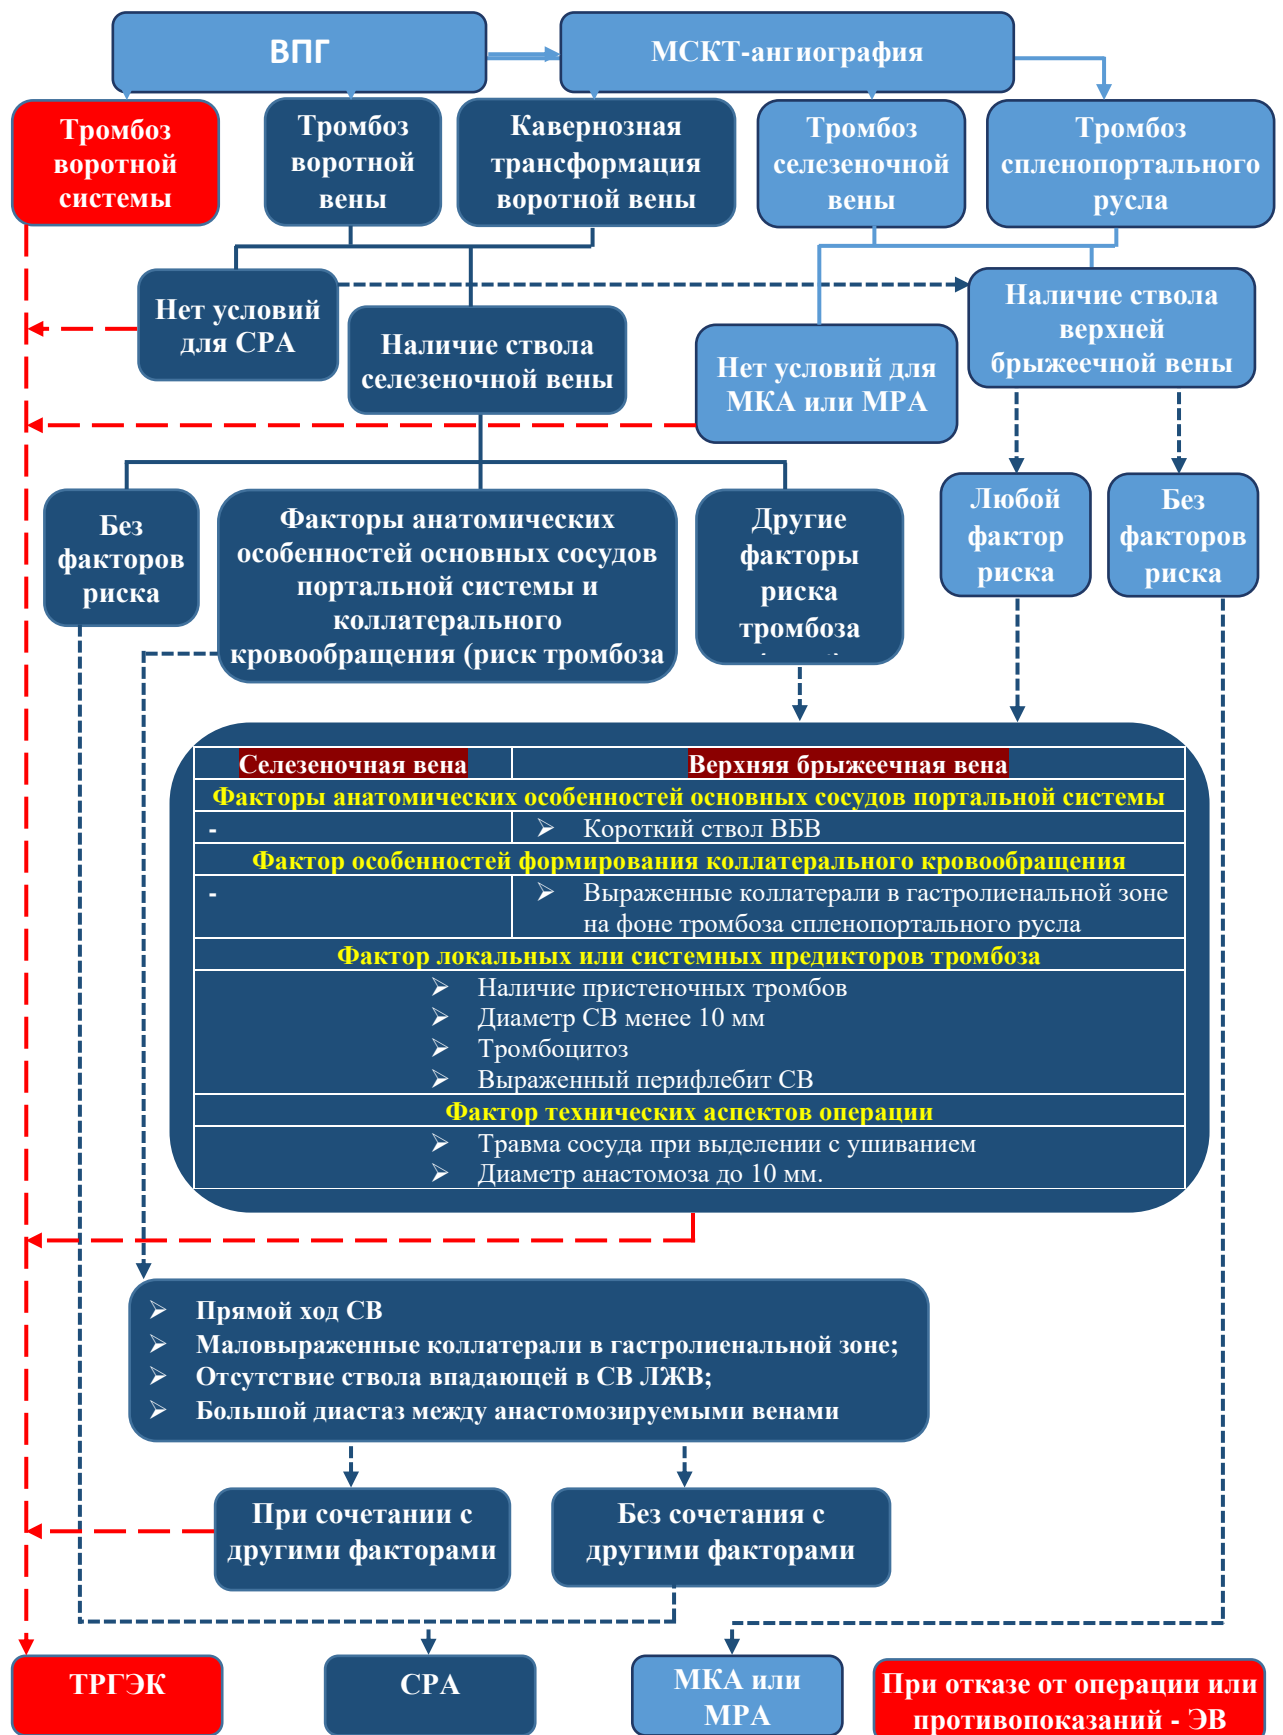 ВПГ
МСКТ-ангиография
Тромбоз
воротной
системы
Тромбоз
воротной
вены
Кавернозная
трансформация
воротной вены
Тромбоз
селезеночной
вены
Тромбоз
спленопортального
русла
Нет условий
для СРА
Наличие ствола
селезеночной вены
Нет условий для
МКА или МРА
Наличие ствола
верхней
брыжеечной вены
Без
факторов
риска
Факторы анатомических
особенностей основных сосудов
портальной системы и
коллатерального
кровообращения (риск тромбоза
Другие
факторы
риска
тромбоза
Любой
фактор
риска
Без
факторов
риска
Селезеночная вена
Верхняя брыжеечная вена
Факторы анатомических особенностей основных сосудов портальной системы
-
➢ Короткий ствол ВБВ
Фактор особенностей формирования коллатерального кровообращения
-
➢ Выраженные коллатерали в гастролиенальной зоне
на фоне тромбоза спленопортального русла
Фактор локальных или системных предикторов тромбоза
➢ Наличие пристеночных тромбов
➢ Диаметр СВ менее 10 мм
➢ Тромбоцитоз
➢ Выраженный перифлебит СВ
Фактор технических аспектов операции
➢ Травма сосуда при выделении с ушиванием
➢ Диаметр анастомоза до 10 мм.
➢ Прямой ход СВ
➢ Маловыраженные коллатерали в гастролиенальной зоне;
➢ Отсутствие ствола впадающей в СВ ЛЖВ;
➢ Большой диастаз между анастомозируемыми венами
При сочетании с
другими факторами
Без сочетания с
другими факторами
ТРГЭК
СРА
МКА или
МРА
При отказе от операции или
противопоказаний - ЭВ